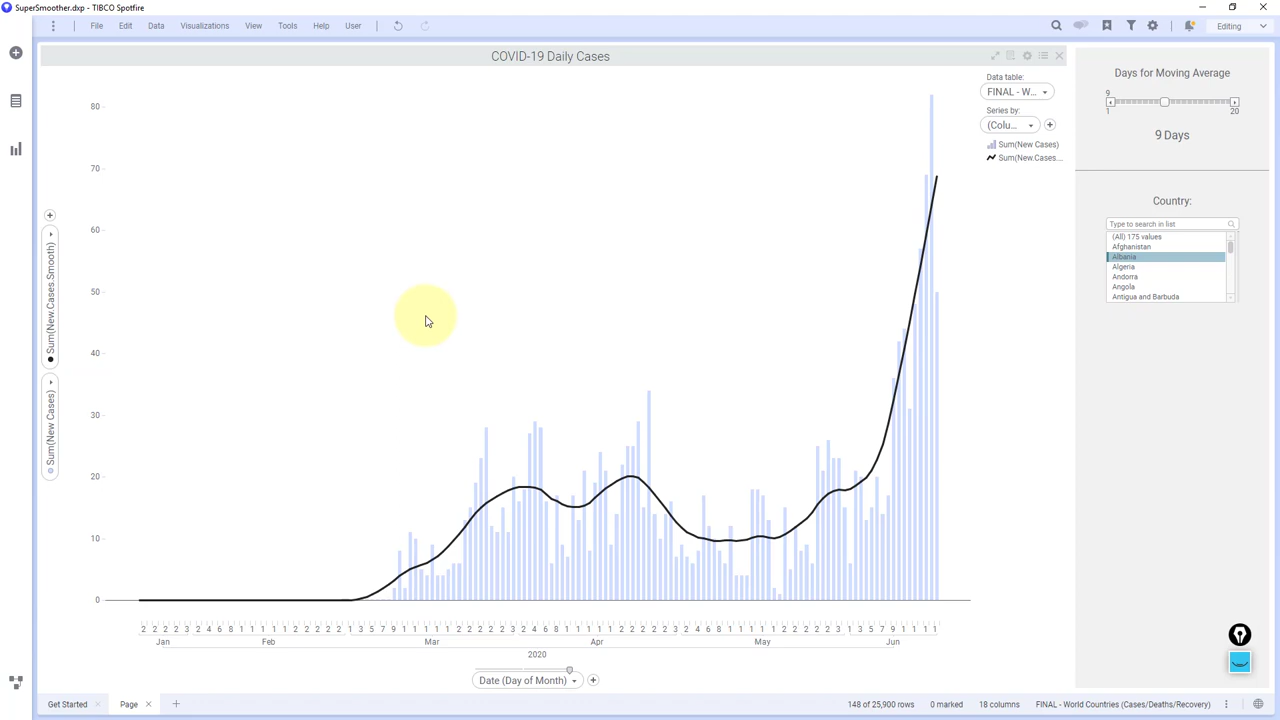 SuperSmoother.dxp - TIBCO Spotfire
File Edit Data Visualizations View Tools Help User Editing
COVID-19 Daily Cases
Data table:
FINAL - W...
Series by:
(Colu...
Sum(New Cases)
Sum(New.Cases....
Sum(New.Cases.Smooth)
Sum(New Cases)
80
70
60
50
40
30
20
10
0
Jan Feb Mar Apr May Jun
2020
Date (Day of Month)
Days for Moving Average
9
1 20
9 Days
Country:
Type to search in list
(All) 175 values
Afghanistan
Albania
Algeria
Andorra
Angola
Antigua and Barbuda
Get Started Page 148 of 25,900 rows 0 marked 18 columns FINAL - World Countries (Cases/Deaths/Recovery)